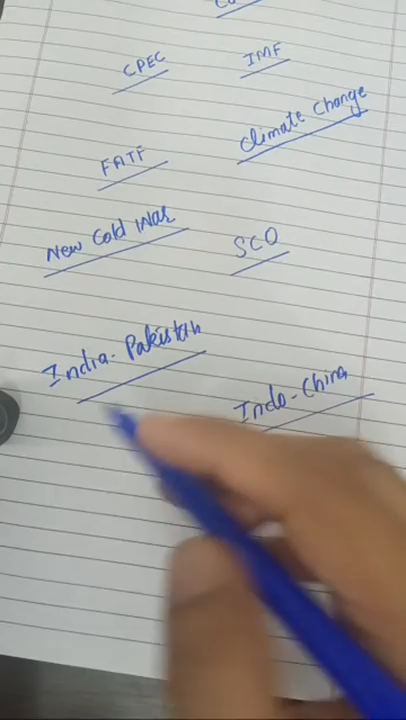 CPEC
IMF
Climate Change
FATF
New Cold War
SCO
India-Pakistan
Indo-China